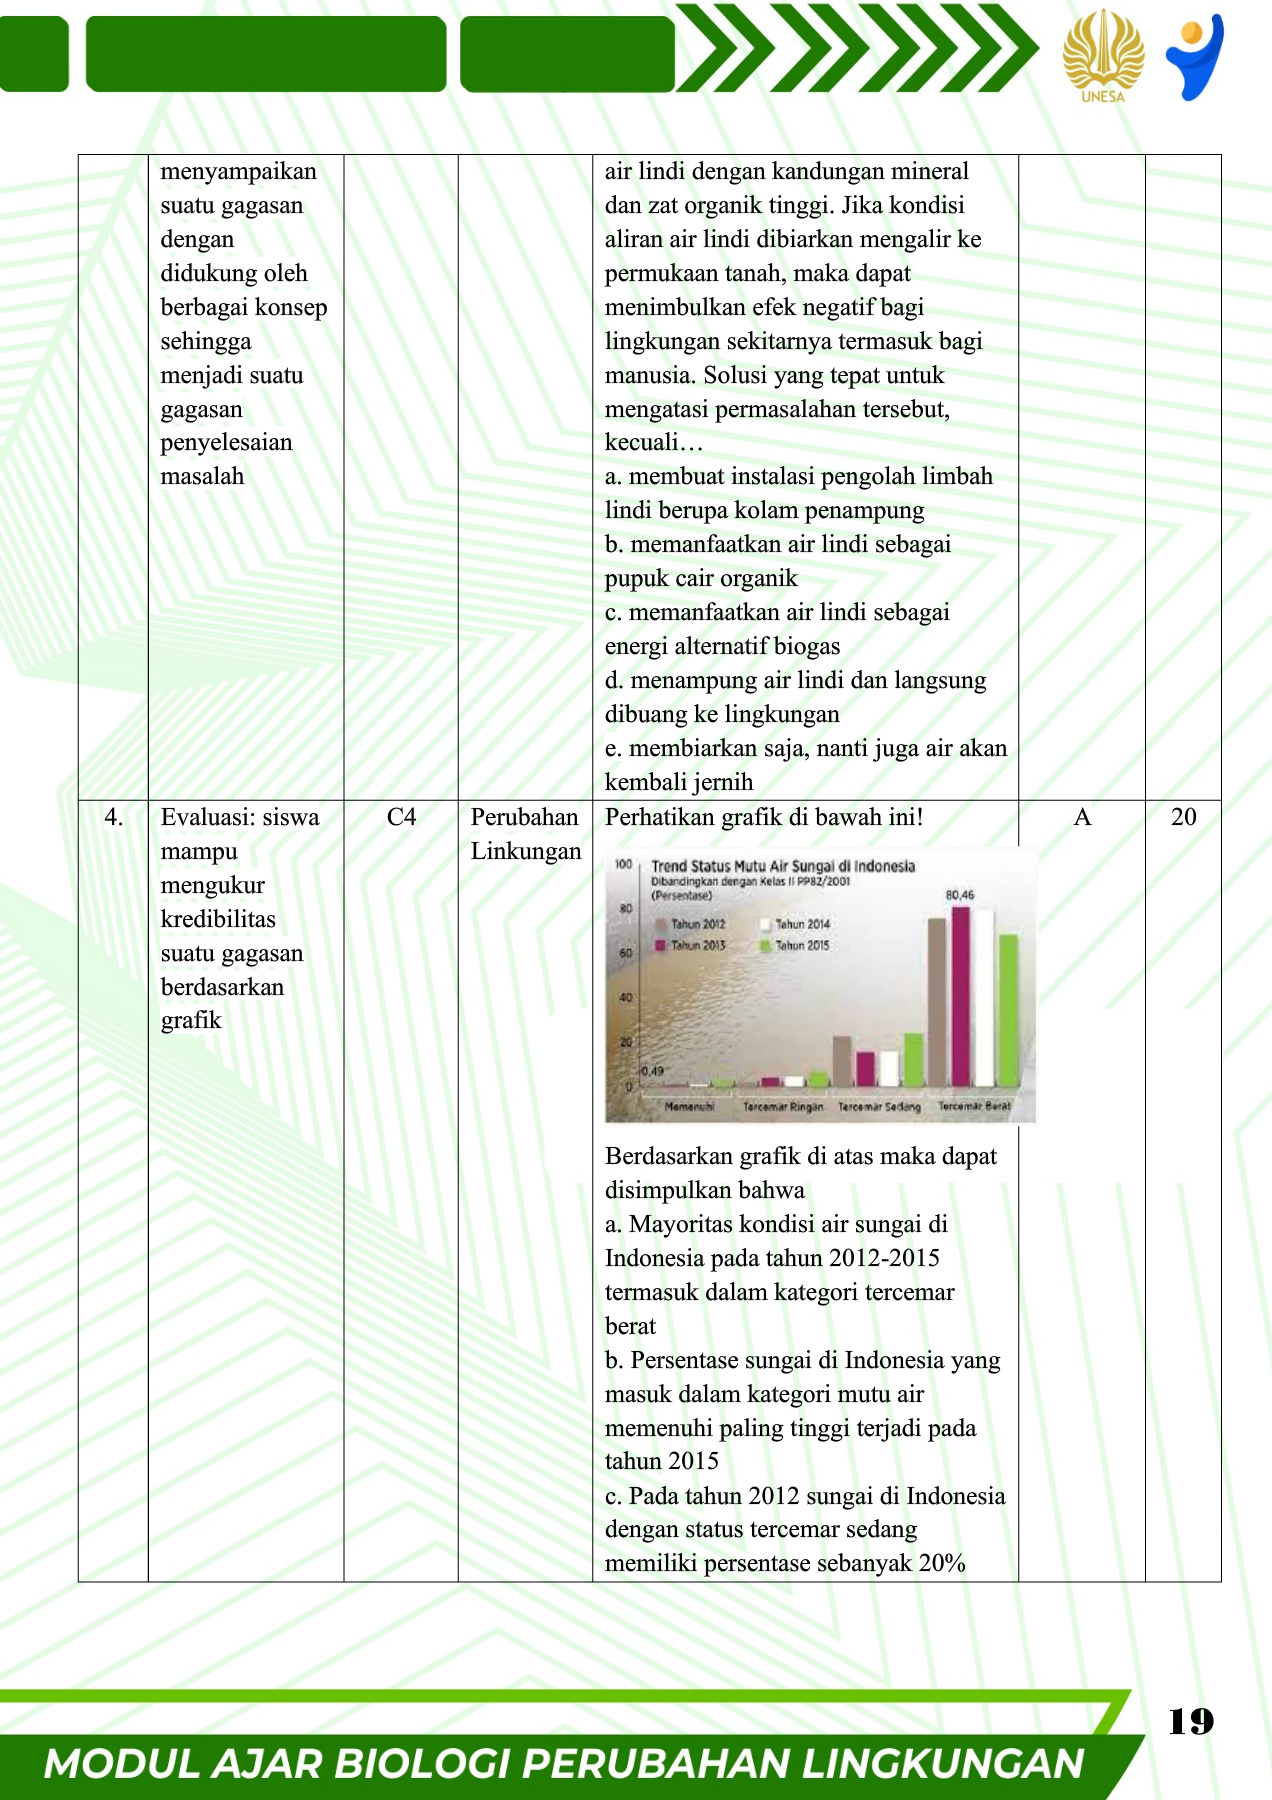 UNESA
menyampaikan
suatu gagasan
dengan
didukung oleh
berbagai konsep
sehingga
menjadi suatu
gagasan
penyelesaian
masalah
air lindi dengan kandungan mineral
dan zat organik tinggi. Jika kondisi
aliran air lindi dibiarkan mengalir ke
permukaan tanah, maka dapat
menimbulkan efek negatif bagi
lingkungan sekitarnya termasuk bagi
manusia. Solusi yang tepat untuk
mengatasi permasalahan tersebut,
kecuali…
a. membuat instalasi pengolah limbah
lindi berupa kolam penampung
b. memanfaatkan air lindi sebagai
pupuk cair organik
c. memanfaatkan air lindi sebagai
energi alternatif biogas
d. menampung air lindi dan langsung
dibuang ke lingkungan
e. membiarkan saja, nanti juga air akan
kembali jernih
4.
Evaluasi: siswa
mampu
mengukur
kredibilitas
suatu gagasan
berdasarkan
grafik
C4
Perubahan
Linkungan
Perhatikan grafik di bawah ini!
Trend Status Mutu Air Sungai di Indonesia
Dibandingkan dengan Kelas II PP82/2001
(Persentase)
Tahun 2012
Tahun 2014
Tahun 2013
Tahun 2015
100
80
60
40
20
0
0,49
80,46
Memenuhi
Tercemar Ringan
Tercemar Sedang
Tercemar Berat
Berdasarkan grafik di atas maka dapat
disimpulkan bahwa
a. Mayoritas kondisi air sungai di
Indonesia pada tahun 2012-2015
termasuk dalam kategori tercemar
berat
b. Persentase sungai di Indonesia yang
masuk dalam kategori mutu air
memenuhi paling tinggi terjadi pada
tahun 2015
c. Pada tahun 2012 sungai di Indonesia
dengan status tercemar sedang
memiliki persentase sebanyak 20%
A
20
19
MODUL AJAR BIOLOGI PERUBAHAN LINGKUNGAN